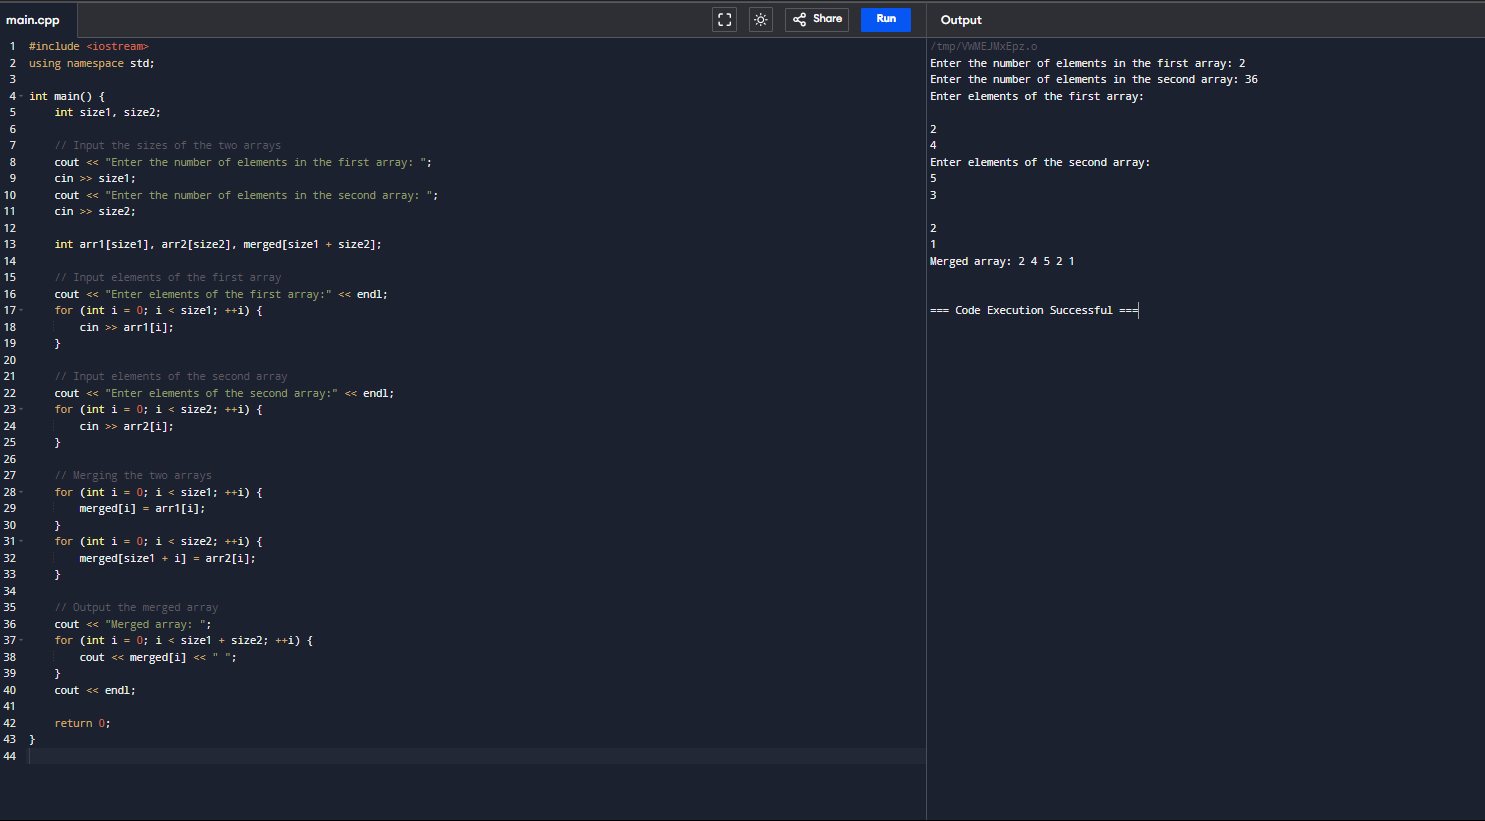 main.cpp
Share
Run
Output
1 #include <iostream>
2 using namespace std;
3
4 int main() {
5 int size1, size2;
6
7 // Input the sizes of the two arrays
8 cout << "Enter the number of elements in the first array: ";
9 cin >> size1;
10 cout << "Enter the number of elements in the second array: ";
11 cin >> size2;
12
13 int arr1[size1], arr2[size2], merged[size1 + size2];
14
15 // Input elements of the first array
16 cout << "Enter elements of the first array:" << endl;
17 for (int i = 0; i < size1; ++i) {
18 cin >> arr1[i];
19 }
20
21 // Input elements of the second array
22 cout << "Enter elements of the second array:" << endl;
23 for (int i = 0; i < size2; ++i) {
24 cin >> arr2[i];
25 }
26
27 // Merging the two arrays
28 for (int i = 0; i < size1; ++i) {
29 merged[i] = arr1[i];
30 }
31 for (int i = 0; i < size2; ++i) {
32 merged[size1 + i] = arr2[i];
33 }
34
35 // Output the merged array
36 cout << "Merged array: ";
37 for (int i = 0; i < size1 + size2; ++i) {
38 cout << merged[i] << " ";
39 }
40 cout << endl;
41
42 return 0;
43 }
44
/tmp/VWMEJMxEpz.o
Enter the number of elements in the first array: 2
Enter the number of elements in the second array: 36
Enter elements of the first array:
2
4
Enter elements of the second array:
5
3
2
1
Merged array: 2 4 5 2 1
=== Code Execution Successful ===